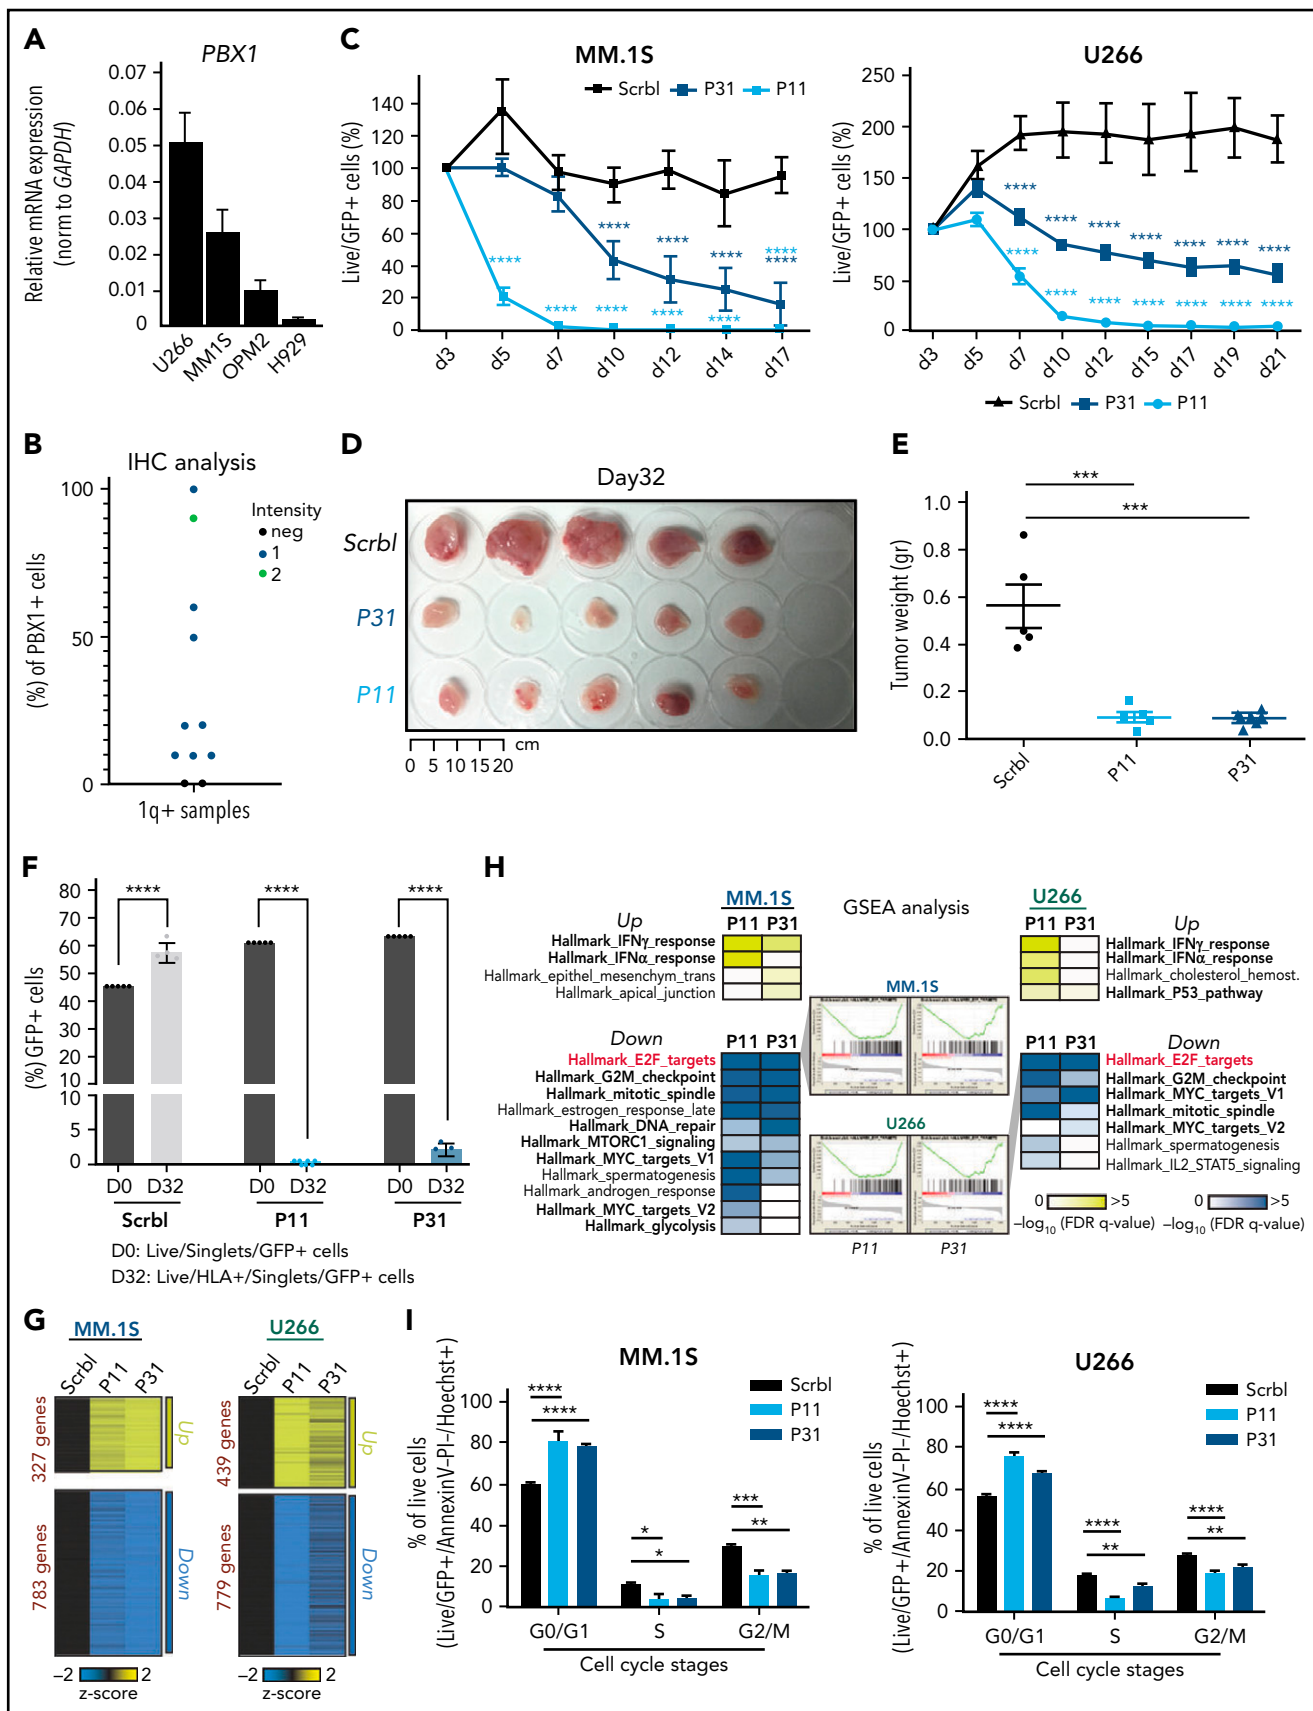 A
PBX1
Relative mRNA expression
(norm to GAPDH)
0.07
0.06
0.05
0.04
0.03
0.02
0.01
0
U266
MM1S
OPM2
H929
C
MM.1S
Scrbl P31 P11
Live/GFP+ cells (%)
140
120
100
80
60
40
20
0
****
****
****
****
****
****
****
****
****
****
d3 d5 d7 d10 d12 d14 d17
U266
Live/GFP+ cells (%)
250
200
150
100
50
0
**** **** **** **** **** **** ****
**** **** **** **** **** **** ****
d3 d5 d7 d10 d12 d15 d17 d19 d21
Scrbl P31 P11
B
IHC analysis
(%) of PBX1+ cells
100
50
0
Intensity
neg
1
2
1q+ samples
D
Day32
Scrbl
P31
P11
cm
0 5 10 15 20
E
Tumor weight (gr)
1.0
0.8
0.6
0.4
0.2
0.0
***
***
Scrbl
P11
P31
F
(%) GFP+ cells
80
70
60
50
40
30
20
10
10
5
0
**** **** ****
D0 D32 D0 D32 D0 D32
Scrbl P11 P31
D0: Live/Singlets/GFP+ cells
D32: Live/HLA+/Singlets/GFP+ cells
H
GSEA analysis
MM.1S
Up
P11 P31
Hallmark_IFNγ_response
Hallmark_IFNα_response
Hallmark_epithel_mesenchym_trans
Hallmark_apical_junction
Down
P11 P31
Hallmark_E2F_targets
Hallmark_G2M_checkpoint
Hallmark_mitotic_spindle
Hallmark_estrogen_response_late
Hallmark_DNA_repair
Hallmark_MTORC1_signaling
Hallmark_MYC_targets_V1
Hallmark_spermatogenesis
Hallmark_androgen_response
Hallmark_MYC_targets_V2
Hallmark_glycolysis
MM.1S
U266
P11 P31
U266
P11 P31
Up
Hallmark_IFNγ_response
Hallmark_IFNα_response
Hallmark_cholesterol_hemost.
Hallmark_P53_pathway
P11 P31
Down
Hallmark_E2F_targets
Hallmark_G2M_checkpoint
Hallmark_MYC_targets_V1
Hallmark_mitotic_spindle
Hallmark_MYC_targets_V2
Hallmark_spermatogenesis
Hallmark_IL2_STAT5_signaling
0 >5
−log10 (FDR q-value)
0 >5
−log10 (FDR q-value)
G
MM.1S
Scrbl P11 P31
327 genes
Up
783 genes
Down
−2 2
z-score
U266
Scrbl P11 P31
439 genes
Up
779 genes
Down
−2 2
z-score
I
MM.1S
% of live cells
(Live/GFP+/AnnexinV-PI-/Hoechst+)
100
80
60
40
20
0
****
****
*
*
***
**
Scrbl
P11
P31
G0/G1 S G2/M
Cell cycle stages
U266
% of live cells
(Live/GFP+/AnnexinV-PI-/Hoechst+)
100
80
60
40
20
0
****
****
****
**
****
**
Scrbl
P11
P31
G0/G1 S G2/M
Cell cycle stages